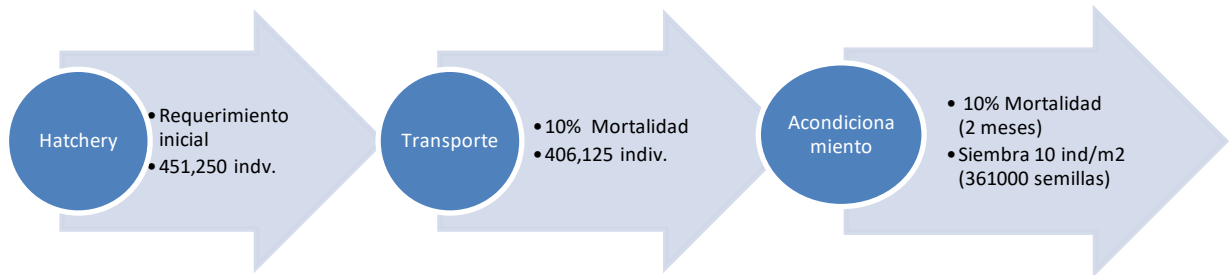 Hatchery
• Requerimiento
inicial
• 451,250 indv.
Transporte
• 10% Mortalidad
• 406,125 indiv.
Acondiciona
miento
• 10% Mortalidad
(2 meses)
• Siembra 10 ind/m2
(361000 semillas)